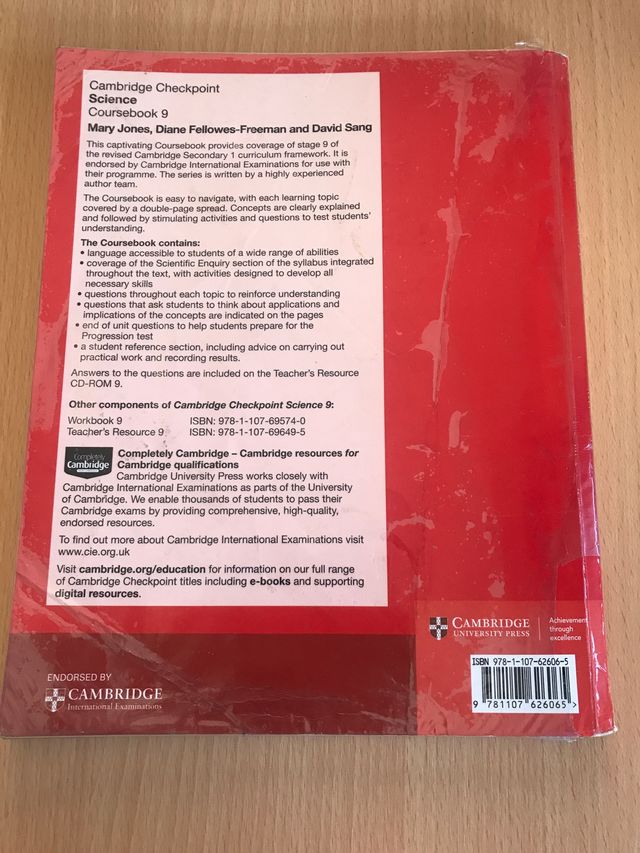 Cambridge Checkpoint
Science
Coursebook 9
Mary Jones, Diane Fellowes-Freeman and David Sang
This captivating Coursebook provides coverage of stage 9 of
the revised Cambridge Secondary 1 curriculum framework. It is
endorsed by Cambridge International Examinations for use with
their programme. The series is written by a highly experienced
author team.
The Coursebook is easy to navigate, with each learning topic
covered by a double-page spread. Concepts are clearly explained
and followed by stimulating activities and questions to test students'
understanding.
The Coursebook contains:
• language accessible to students of a wide range of abilities
• coverage of the Scientific Enquiry section of the syllabus integrated
throughout the text, with activities designed to develop all
necessary skills
• questions throughout each topic to reinforce understanding
• questions that ask students to think about applications and
implications of the concepts are indicated on the pages
• end of unit questions to help students prepare for the
Progression test
• a student reference section, including advice on carrying out
practical work and recording results.
Answers to the questions are included on the Teacher's Resource
CD-ROM 9.
Other components of Cambridge Checkpoint Science 9:
Workbook 9 ISBN: 978-1-107-69574-0
Teacher's Resource 9 ISBN: 978-1-107-69649-5
Completely
Cambridge
Completely Cambridge – Cambridge resources for
Cambridge qualifications
Cambridge University Press works closely with
Cambridge International Examinations as parts of the University
of Cambridge. We enable thousands of students to pass their
Cambridge exams by providing comprehensive, high-quality,
endorsed resources.
To find out more about Cambridge International Examinations visit
www.cie.org.uk
Visit cambridge.org/education for information on our full range
of Cambridge Checkpoint titles including e-books and supporting
digital resources.
CAMBRIDGE
UNIVERSITY PRESS
Achievement
through
excellence
ISBN 978-1-107-62606-5
9 781107 626065>
ENDORSED BY
CAMBRIDGE
International Examinations